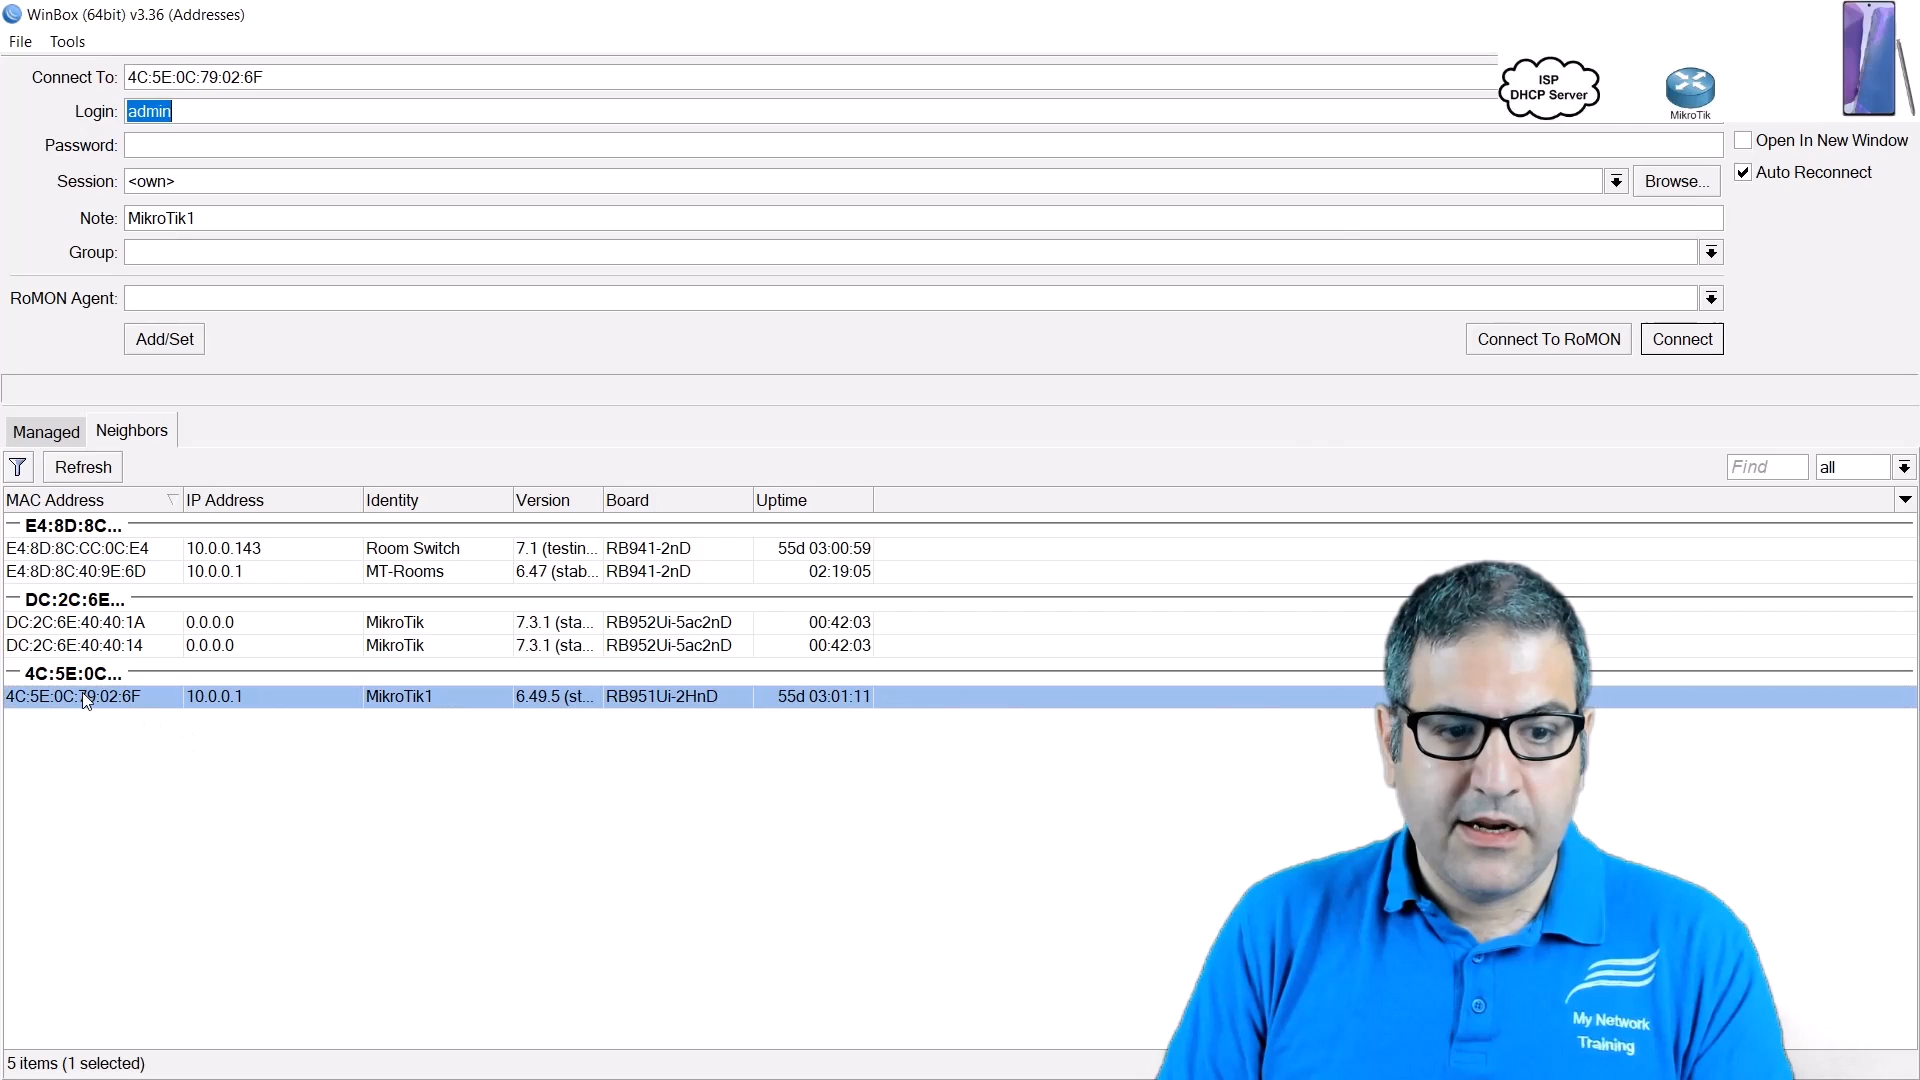 WinBox (64bit) v3.36 (Addresses)
File Tools
Connect To: 4C:5E:0C:79:02:6F
Login: admin
Password:
Session: <own> Browse...
Note: MikroTik1
Group:
RoMON Agent:
Add/Set Connect To RoMON Connect
ISP
DHCP Server
MikroTik
Open In New Window
Auto Reconnect
Managed Neighbors
Refresh Find all
MAC Address IP Address Identity Version Board Uptime
E4:8D:8C...
E4:8D:8C:CC:0C:E4 10.0.0.143 Room Switch 7.1 (testin... RB941-2nD 55d 03:00:59
E4:8D:8C:40:9E:6D 10.0.0.1 MT-Rooms 6.47 (stab... RB941-2nD 02:19:05
DC:2C:6E...
DC:2C:6E:40:40:1A 0.0.0.0 MikroTik 7.3.1 (sta... RB952Ui-5ac2nD 00:42:03
DC:2C:6E:40:40:14 0.0.0.0 MikroTik 7.3.1 (sta... RB952Ui-5ac2nD 00:42:03
4C:5E:0C...
4C:5E:0C:79:02:6F 10.0.0.1 MikroTik1 6.49.5 (st... RB951Ui-2HnD 55d 03:01:11
My Network
Training
5 items (1 selected)